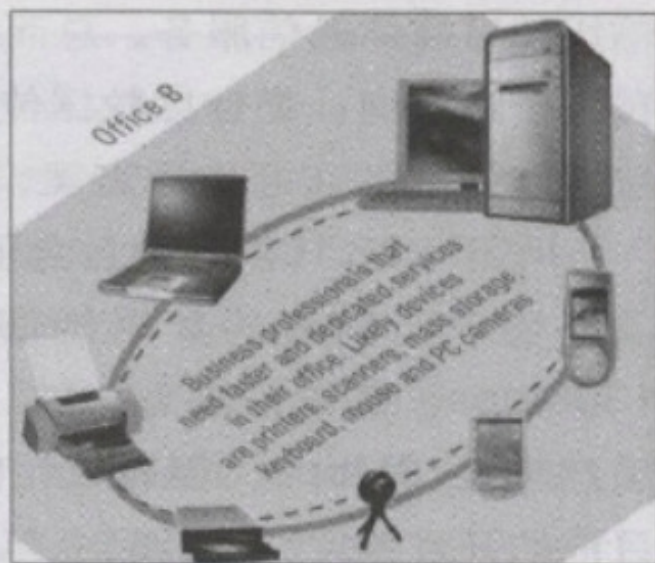 Office B
Business professionals that
need faster and dedicated services
in their office. Likely devices
are printers, scanners, mass storage,
keyboard, mouse and PC cameras